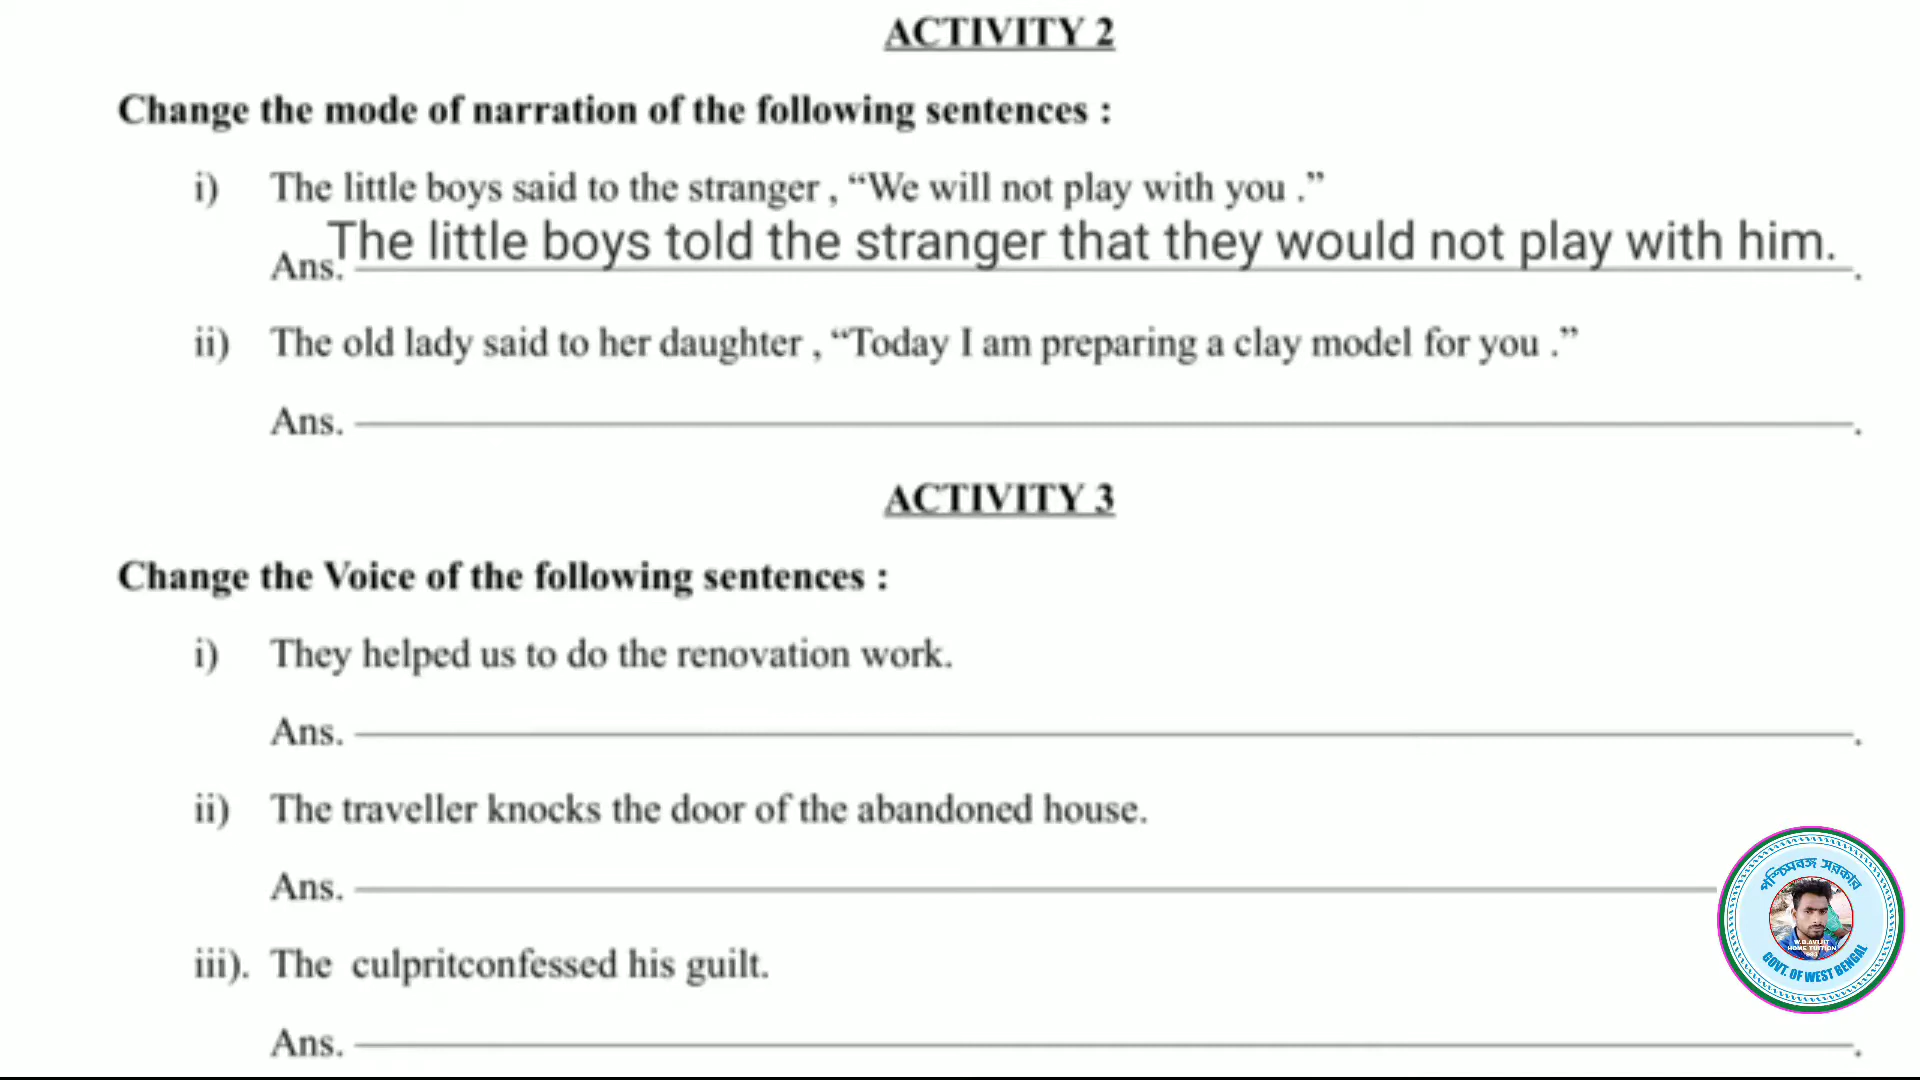 ACTIVITY 2
Change the mode of narration of the following sentences :
i) The little boys said to the stranger , “We will not play with you .”
Ans. The little boys told the stranger that they would not play with him.
ii) The old lady said to her daughter , “Today I am preparing a clay model for you .”
Ans. .
ACTIVITY 3
Change the Voice of the following sentences :
i) They helped us to do the renovation work.
Ans. .
ii) The traveller knocks the door of the abandoned house.
Ans.
iii). The culpritconfessed his guilt.
Ans. .
পশ্চিমবঙ্গ সরকার
W.B.AVIJIT
HOME TUITION
GOVT. OF WEST BENGAL